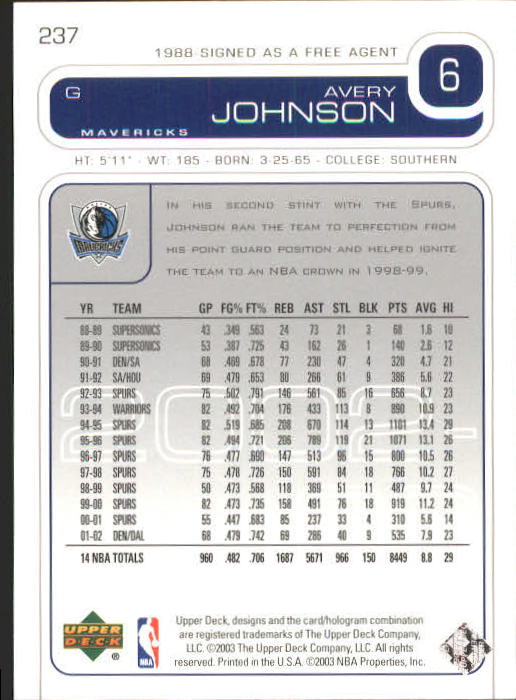 237
1988 SIGNED AS A FREE AGENT
6
G
AVERY
JOHNSON
MAVERICKS
HT: 5'11" - WT: 185 - BORN: 3-25-65 - COLLEGE: SOUTHERN
MAVERICKS
IN HIS SECOND STINT WITH THE SPURS,
JOHNSON RAN THE TEAM TO PERFECTION FROM
HIS POINT GUARD POSITION AND HELPED IGNITE
THE TEAM TO AN NBA CROWN IN 1998-99.
YR TEAM GP FG% FT% REB AST STL BLK PTS AVG HI
88-89 SUPERSONICS 43 .349 .563 24 73 21 3 68 1.6 10
89-90 SUPERSONICS 53 .387 .725 43 162 26 1 140 2.6 12
90-91 DEN/SA 68 .469 .678 77 230 47 4 320 4.7 21
91-92 SA/HOU 69 .479 .653 80 266 61 9 386 5.6 22
92-93 SPURS 75 .502 .791 146 561 85 16 656 8.7 23
93-94 WARRIORS 82 .492 .704 176 433 113 8 890 10.9 23
94-95 SPURS 82 .519 .685 208 670 114 13 1101 13.4 29
95-96 SPURS 82 .494 .721 206 789 119 21 1071 13.1 26
96-97 SPURS 76 .477 .690 147 513 96 15 800 10.5 26
97-98 SPURS 75 .478 .726 150 591 84 18 766 10.2 27
98-99 SPURS 50 .473 .568 118 369 51 11 487 9.7 24
99-00 SPURS 82 .473 .735 158 491 76 18 919 11.2 24
00-01 SPURS 55 .447 .683 85 237 33 4 310 5.6 14
01-02 DEN/DAL 68 .479 .742 69 286 40 9 535 7.9 23
14 NBA TOTALS 960 .482 .706 1687 5671 966 150 8449 8.8 29
2002-
UPPER
DECK
®
NBA
Upper Deck, designs and the card/hologram combination
are registered trademarks of The Upper Deck Company,
LLC. ©2003 The Upper Deck Company, LLC. All rights
reserved. Printed in the U.S.A. ©2003 NBA Properties, Inc.